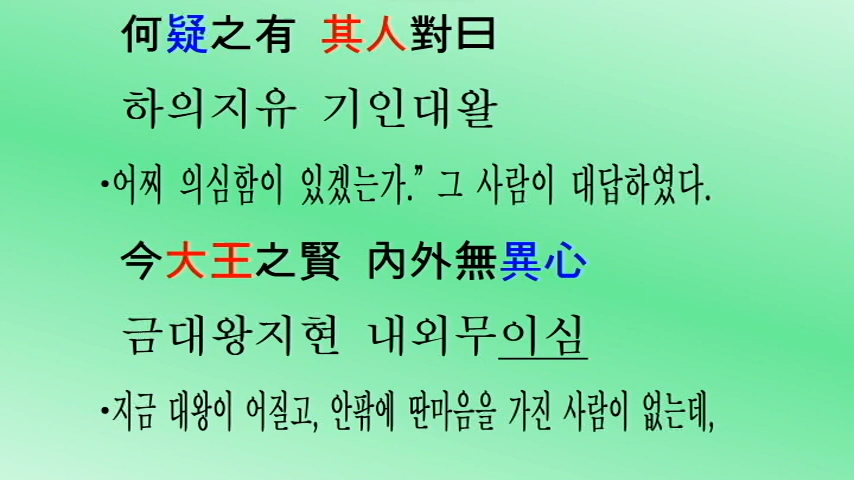 何疑之有 其人對曰
하의지유 기인대왈
•어찌 의심함이 있겠는가.” 그 사람이 대답하였다.
今大王之賢 內外無異心
금대왕지현 내외무이심
•지금 대왕이 어질고, 안팎에 딴마음을 가진 사람이 없는데,